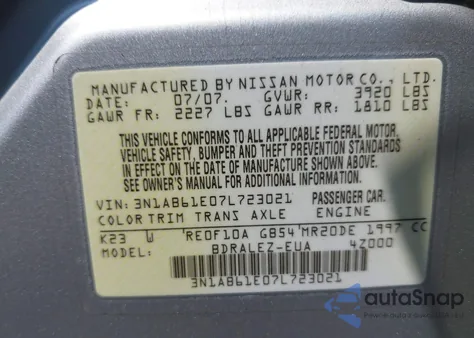 MANUFACTURED BY NISSAN MOTOR CO., LTD.
DATE: 07/07. GVWR: 3920 LBS
GAWR FR: 2227 LBS GAWR RR: 1810 LBS
THIS VEHICLE CONFORMS TO ALL APPLICABLE FEDERAL MOTOR
VEHICLE SAFETY, BUMPER AND THEFT PREVENTION STANDARDS
IN EFFECT ON THE DATE OF MANUFACTURE SHOWN ABOVE.
SEE OWNER'S MANUAL FOR ADDITIONAL INFORMATION.
VIN: 3N1AB61E07L723021 PASSENGER CAR.
COLOR TRIM TRANS AXLE ENGINE
K23 W RE0F10A G854 MR20DE 1997 CC
MODEL: BDRALEZ-EUA 4Z000
3N1AB61E07L723021
autoSnap